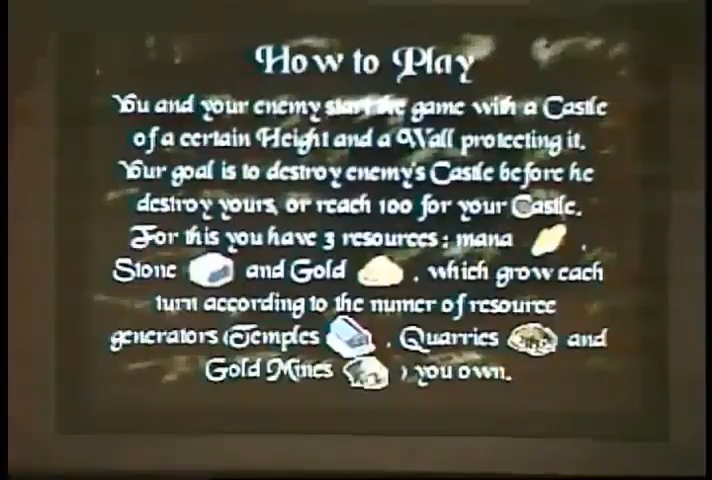 How to Play
You and your enemy start the game with a Castle
of a certain Height and a Wall protecting it.
Your goal is to destroy enemy's Castle before he
destroy yours, or reach 100 for your Castle.
For this you have 3 resources : mana .
Stone and Gold , which grow each
turn according to the numer of resource
generators (Temples , Quarries and
Gold Mines ) you own.